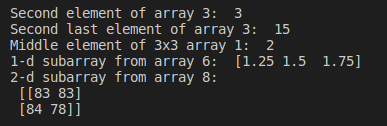 Second element of array 3:  3
Second last element of array 3:  15
Middle element of 3x3 array 1:  2
1-d subarray from array 6:  [1.25 1.5  1.75]
2-d subarray from array 8:
 [[83 83]
 [84 78]]